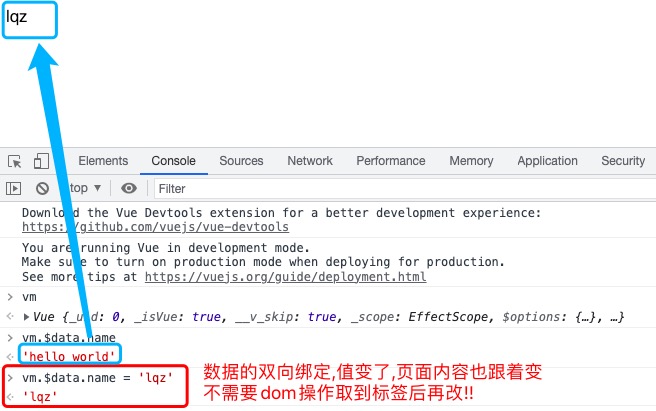 lqz
Elements Console Sources Network Performance Memory Application Security
top Filter
Download the Vue Devtools extension for a better development experience:
https://github.com/vuejs/vue-devtools
You are running Vue in development mode.
Make sure to turn on production mode when deploying for production.
See more tips at https://vuejs.org/guide/deployment.html
vm
Vue {_uid: 0, _isVue: true, __v_skip: true, _scope: EffectScope, $options: {…}, …}
vm.$data.name
'hello world'
vm.$data.name = 'lqz'
'lqz'
数据的双向绑定,值变了,页面内容也跟着变
不需要dom操作取到标签后再改!!